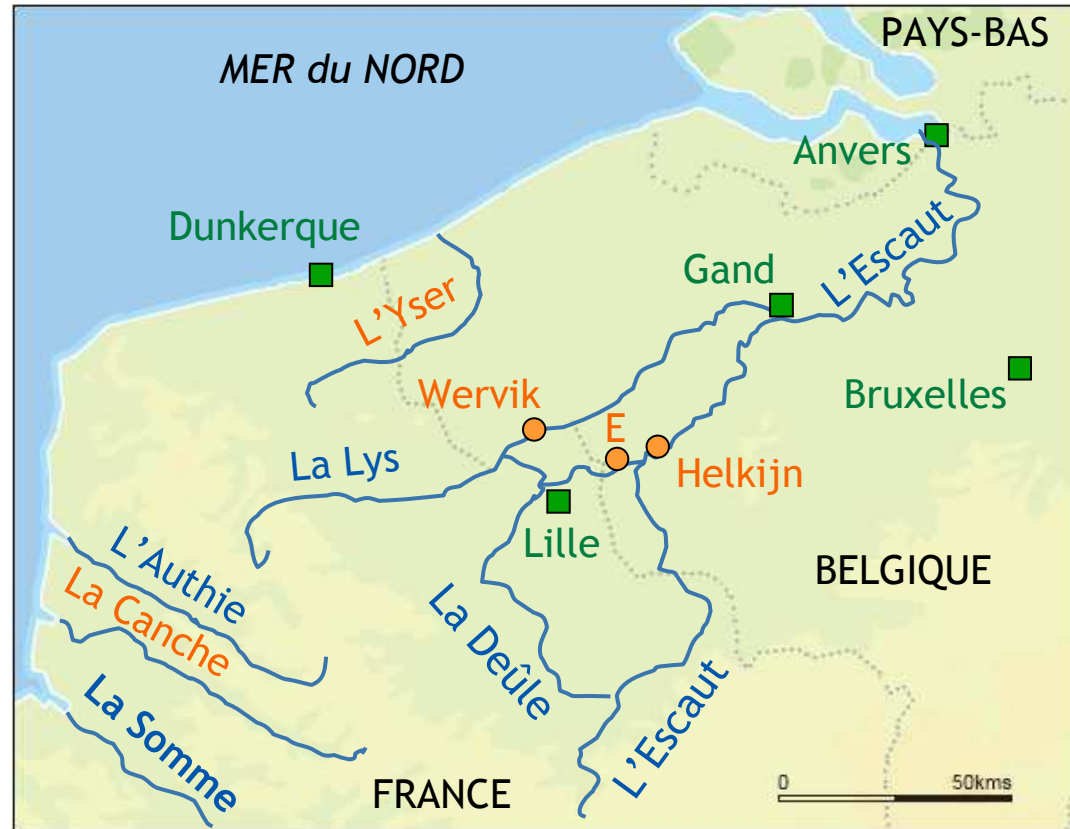 PAYS-BAS
MER du NORD
Anvers
Dunkerque
L'Escaut
Gand
L'Yser
Bruxelles
Wervik
E
La Lys
Helkijn
Lille
L'Authie
BELGIQUE
La Canche
La Deûle
La Somme
L'Escaut
FRANCE
0 50kms